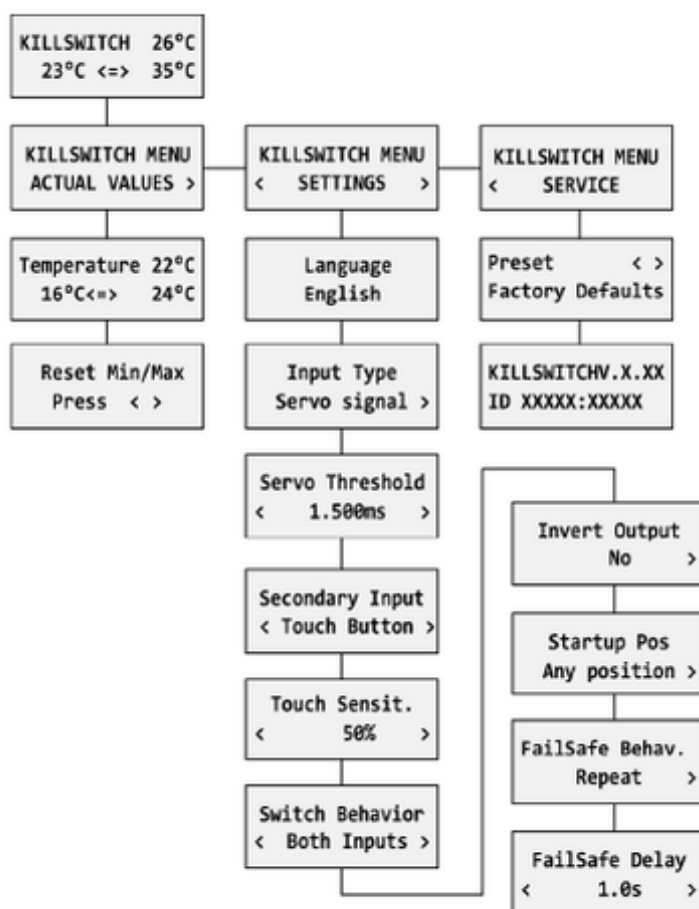 KILLSWITCH 26°C
23°C <=> 35°C
KILLSWITCH MENU
ACTUAL VALUES >
Temperature 22°C
16°C<=> 24°C
Reset Min/Max
Press < >
KILLSWITCH MENU
< SETTINGS >
Language
English
Input Type
Servo signal >
Servo Threshold
< 1.500ms >
Secondary Input
< Touch Button >
Touch Sensit.
< 50% >
Switch Behavior
< Both Inputs >
KILLSWITCH MENU
< SERVICE
Preset < >
Factory Defaults
KILLSWITCHV.X.XX
ID XXXXX:XXXXX
Invert Output
No >
Startup Pos
Any position >
FailSafe Behav.
Repeat >
FailSafe Delay
< 1.0s >